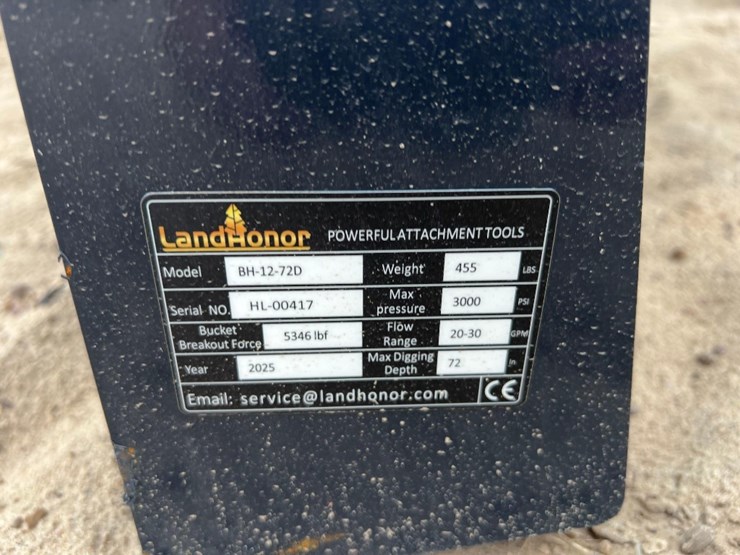 LandHonor POWERFUL ATTACHMENT TOOLS
Model BH-12-72D Weight 455 LBS
Serial NO. HL-00417 Max pressure 3000 PSI
Bucket Breakout Force 5346 lbf Flow Range 20-30 GPM
Year 2025 Max Digging Depth 72 in
Email: service@landhonor.com CE